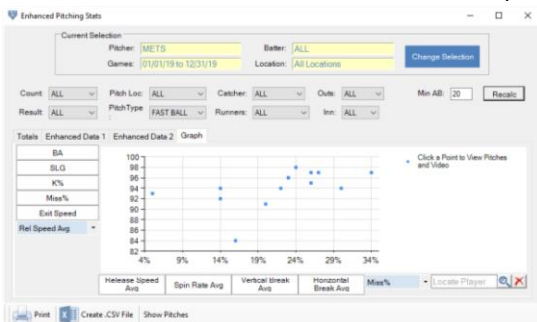 Enhanced Pitching Stats
Current Selection
Pitcher: METS Batter: ALL
Games: 01/01/19 to 12/31/19 Location: All Locations
Change Selection
Count: ALL Pitch Loc: ALL Catcher: ALL Outs: ALL Min AB: 20 Recalc
Result: ALL PitchType : FAST BALL Runners: ALL Inn: ALL
Totals Enhanced Data 1 Enhanced Data 2 Graph
BA
SLG
K%
Miss%
Exit Speed
Rel Speed Avg
100
98
96
94
92
90
88
86
84
82
4% 9% 14% 19% 24% 29% 34%
Click a Point to View Pitches
and Video
Release Speed Avg Spin Rate Avg Vertical Break Avg Horizontal Break Avg Miss% Locate Player
Print Create .CSV File Show Pitches